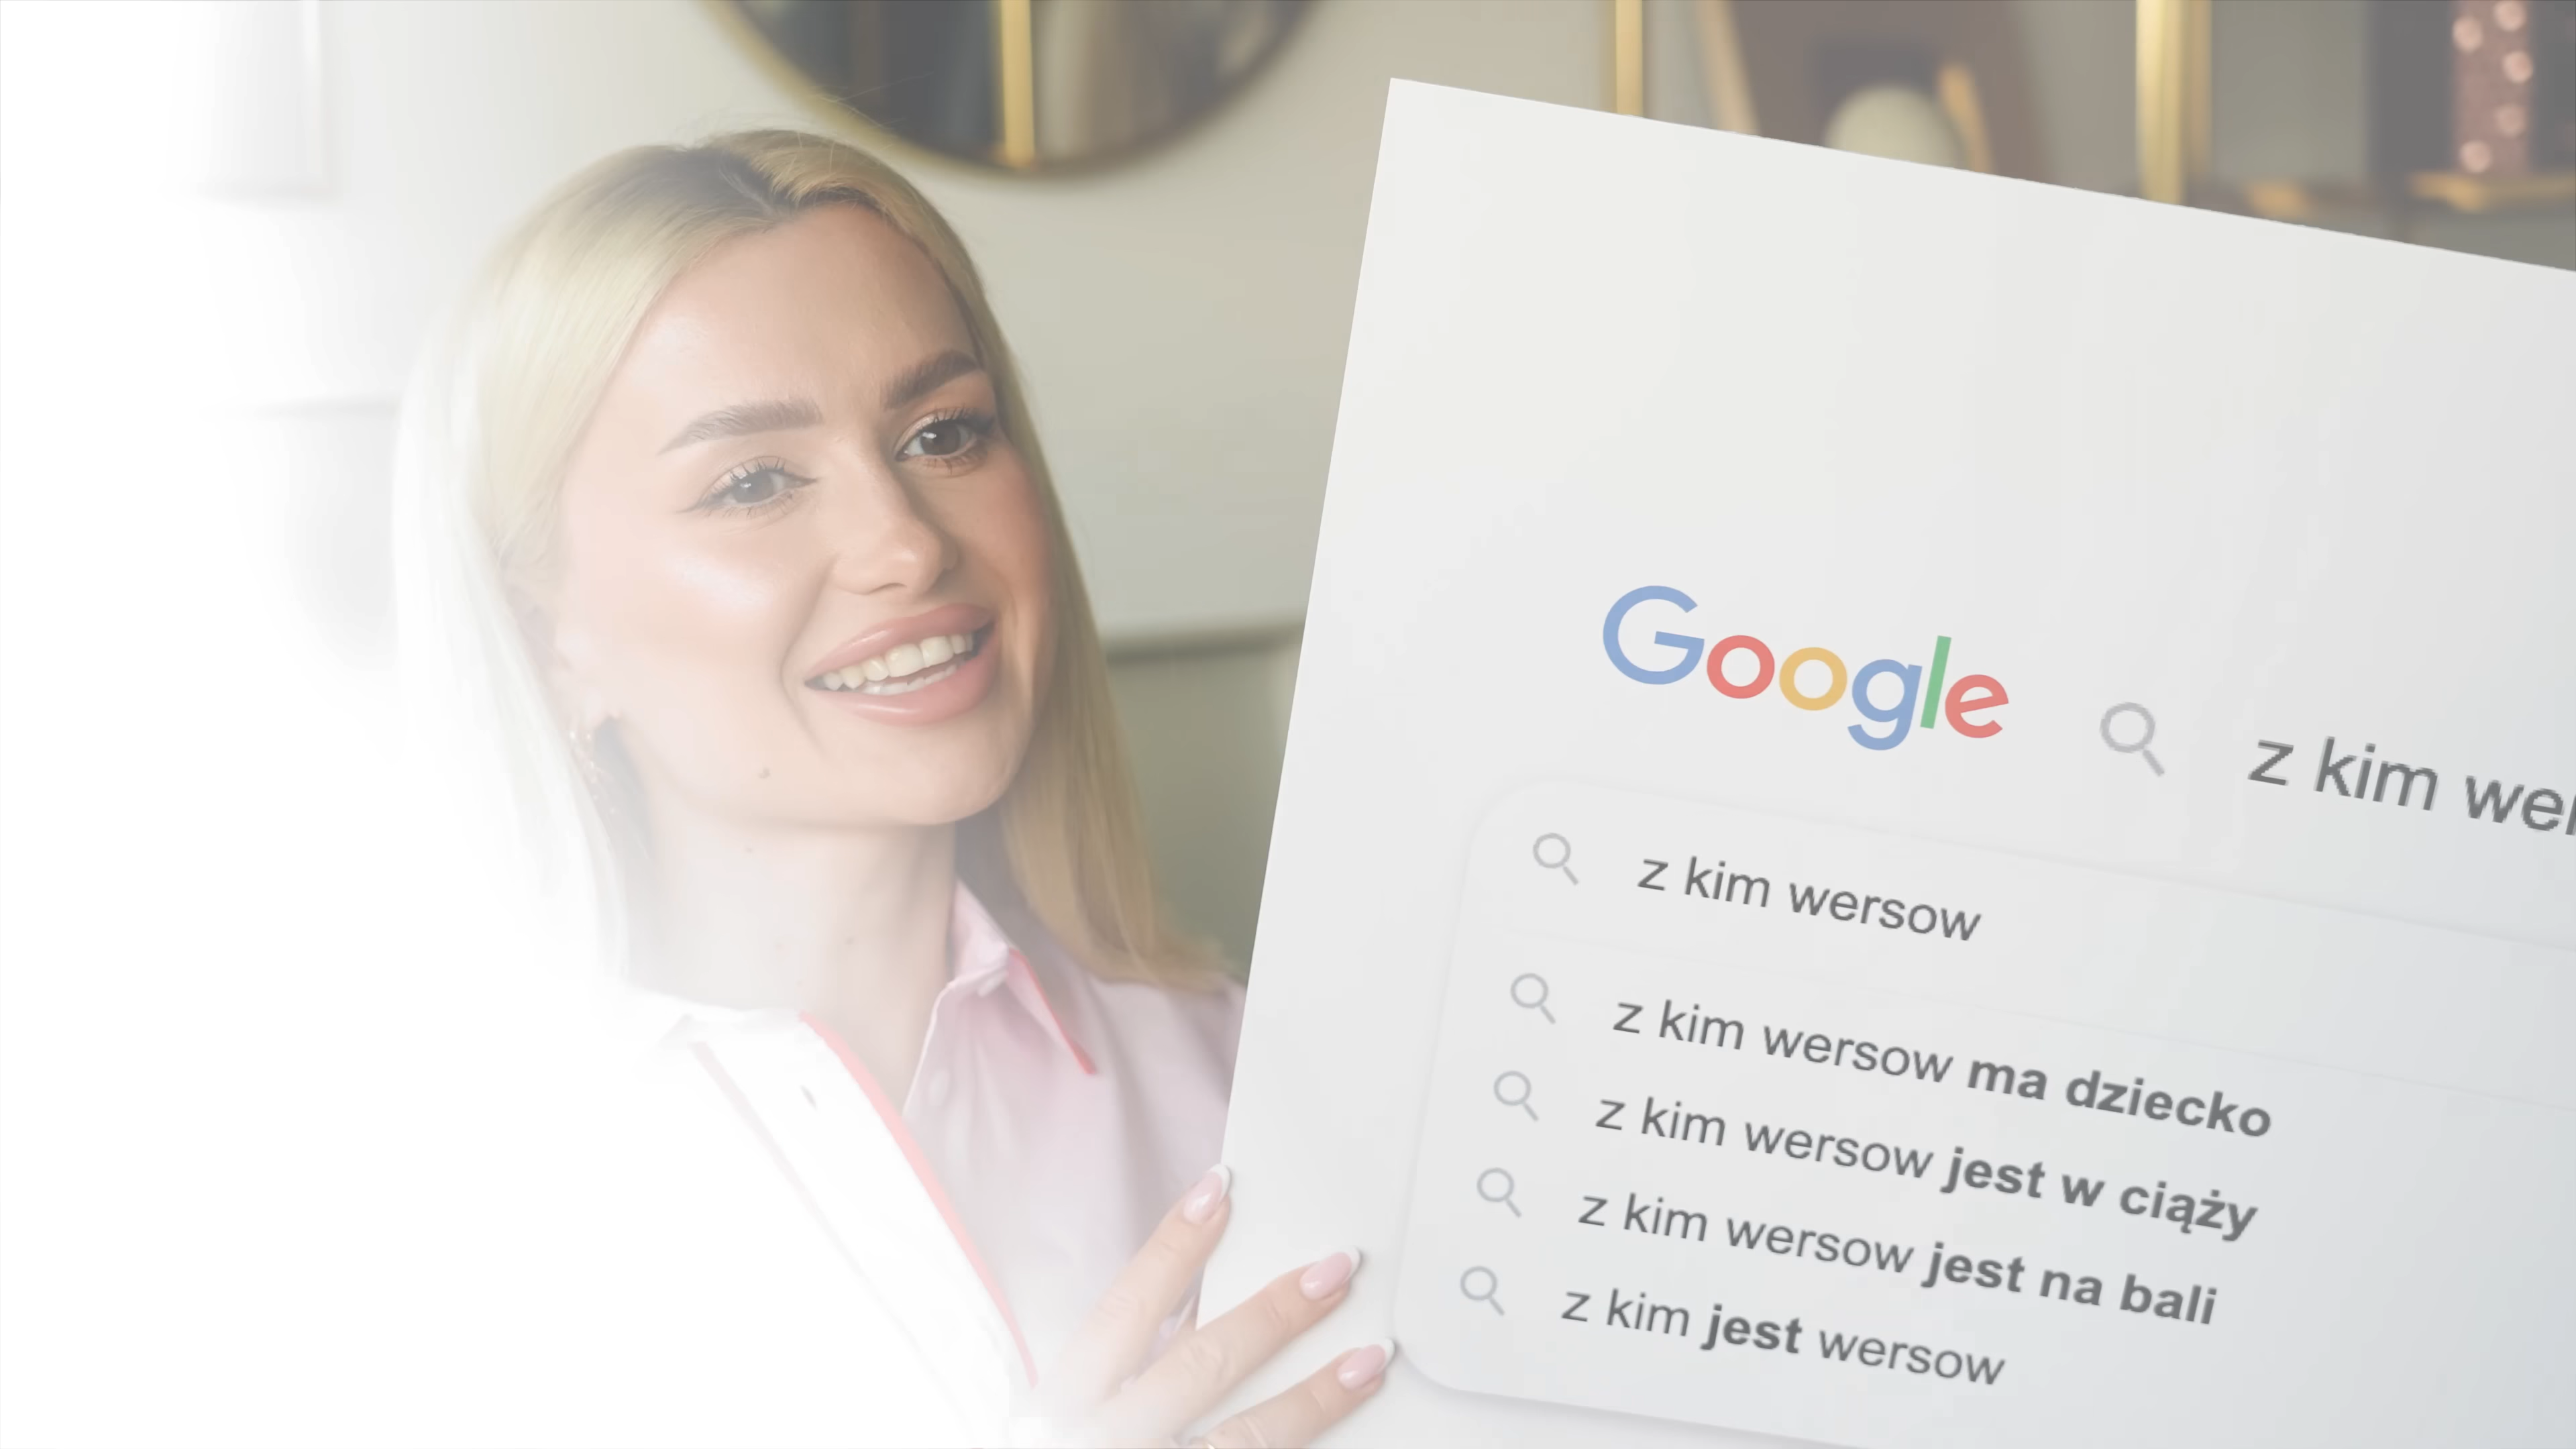 Google
z kim wer
z kim wersow
z kim wersow ma dziecko
z kim wersow jest w ciąży
z kim wersow jest na bali
z kim jest wersow